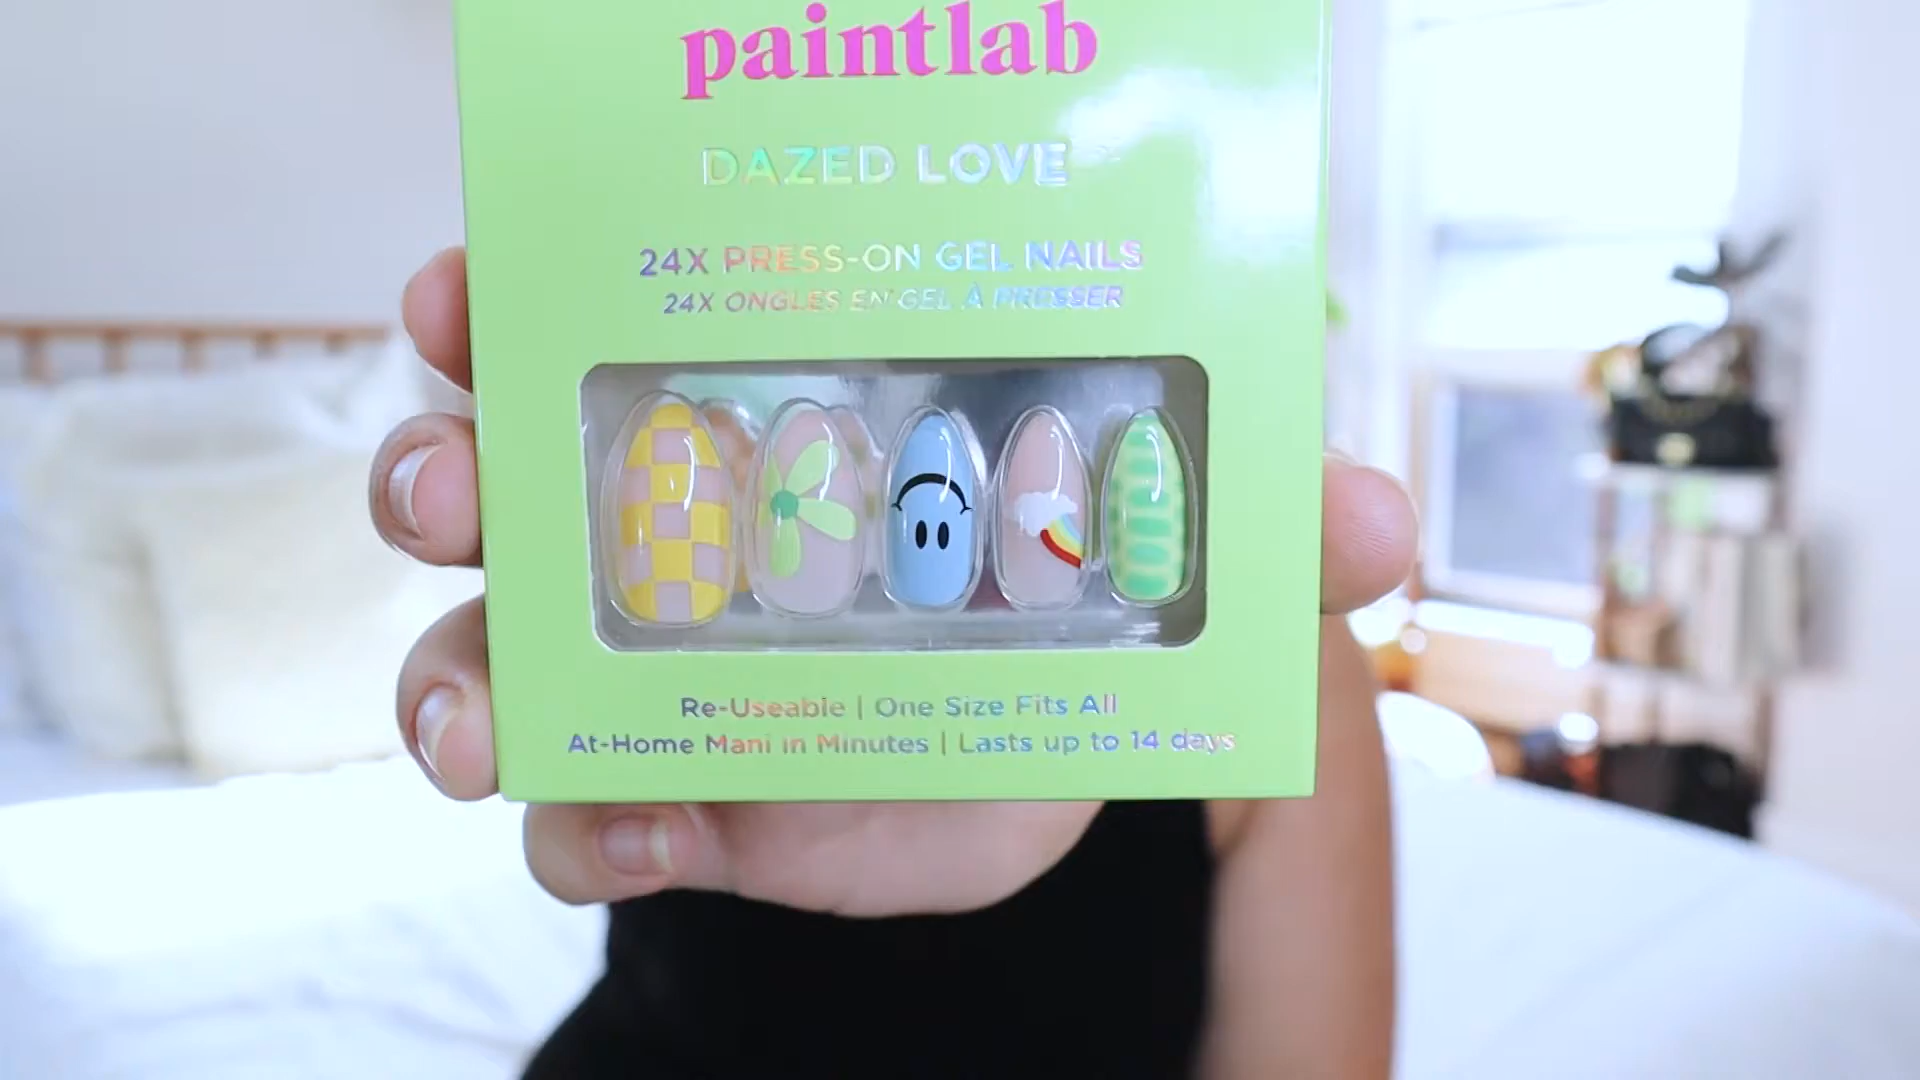 paintlab
DAZED LOVE
24X PRESS-ON GEL NAILS
24X ONGLES EN GEL À PRESSER
Re-Useable | One Size Fits All
At-Home Mani in Minutes | Lasts up to 14 days